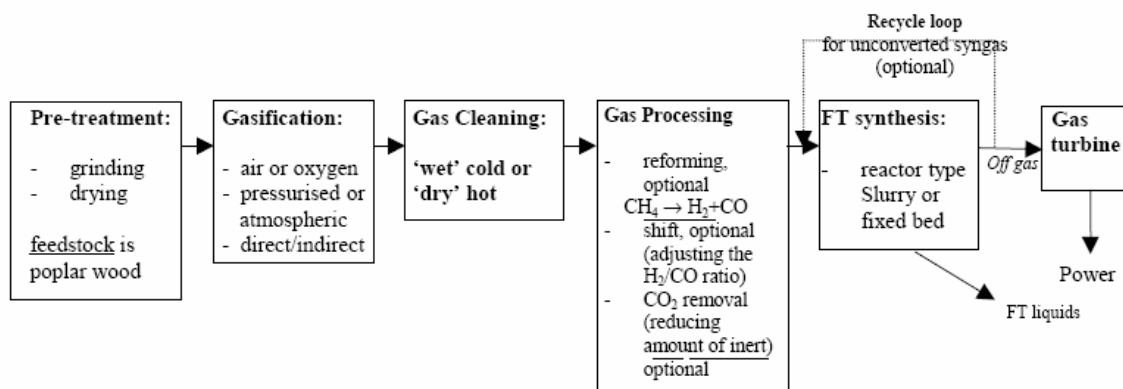 Recycle loop
for unconverted syngas
(optional)
Pre-treatment:
- grinding
- drying
feedstock is
poplar wood
Gasification:
- air or oxygen
- pressurised or
atmospheric
- direct/indirect
Gas Cleaning:
‘wet’ cold or
‘dry’ hot
Gas Processing
- reforming,
optional
CH4 → H2+CO
- shift, optional
(adjusting the
H2/CO ratio)
- CO2 removal
(reducing
amount of inert)
optional
FT synthesis:
- reactor type
Slurry or
fixed bed
Off gas
Gas
turbine
Power
FT liquids